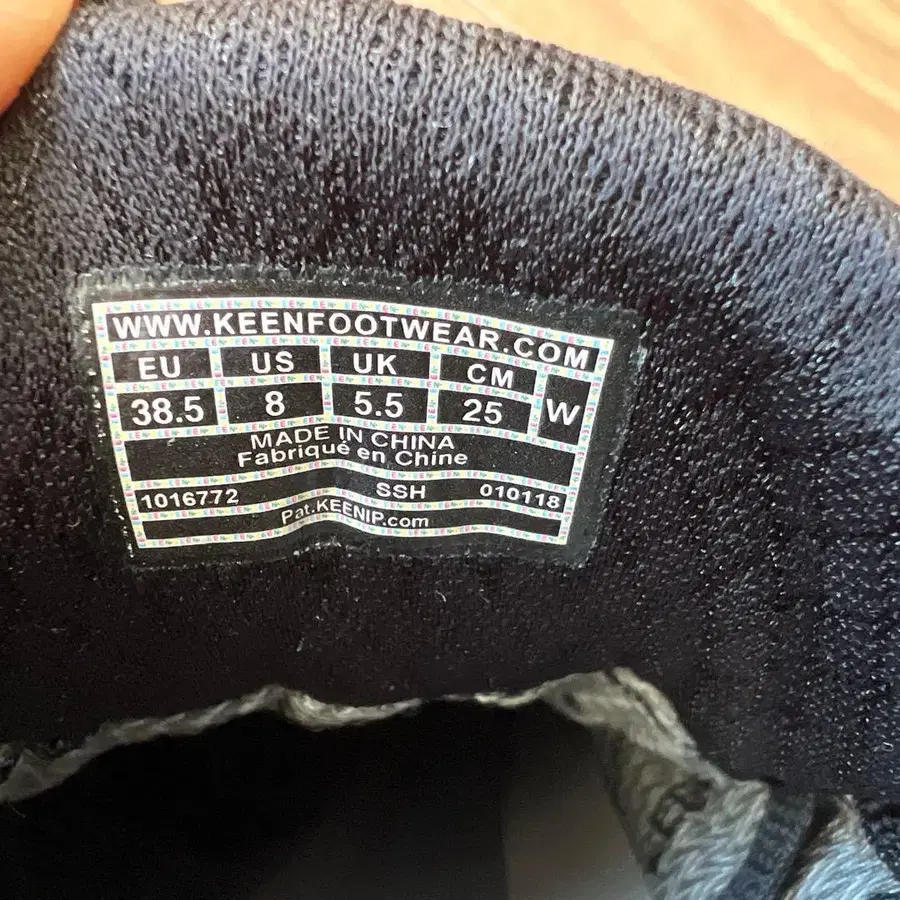 WWW.KEENFOOTWEAR.COM
EU US UK CM
38.5 8 5.5 25 W
MADE IN CHINA
Fabriqué en Chine
1016772 SSH 010118
Pat.KEENIP.com